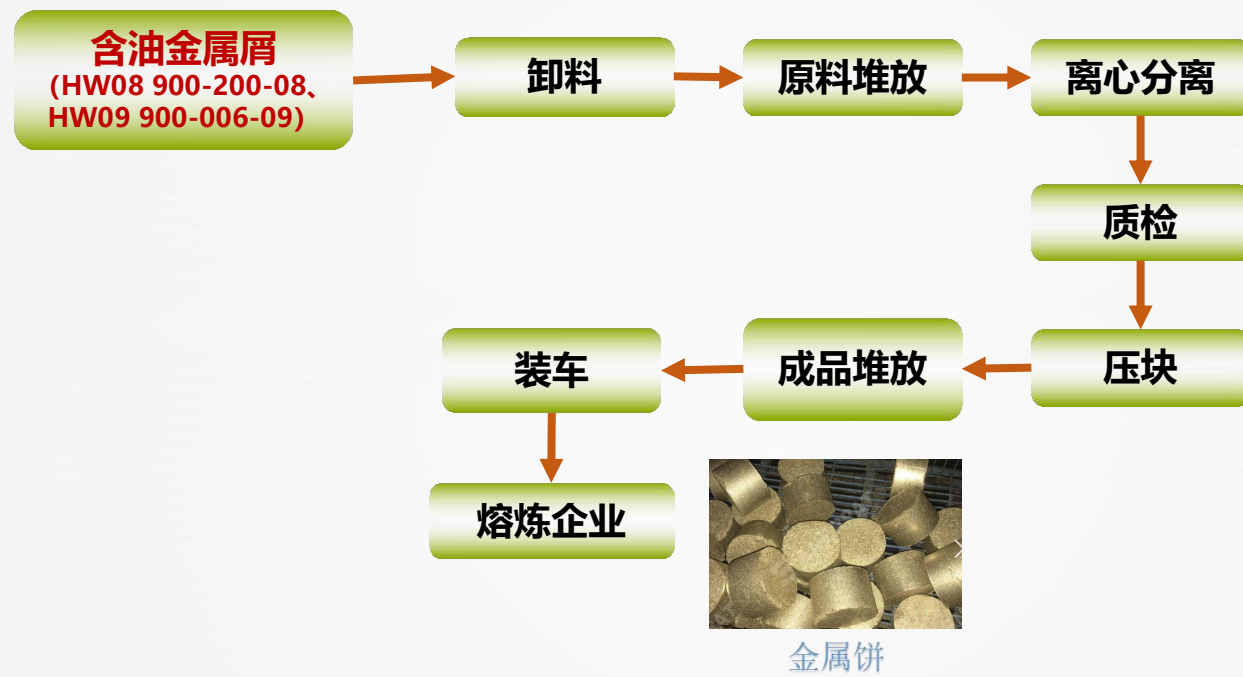 含油金属屑
(HW08 900-200-08、
HW09 900-006-09)
卸料
原料堆放
离心分离
质检
压块
成品堆放
装车
熔炼企业
金属饼